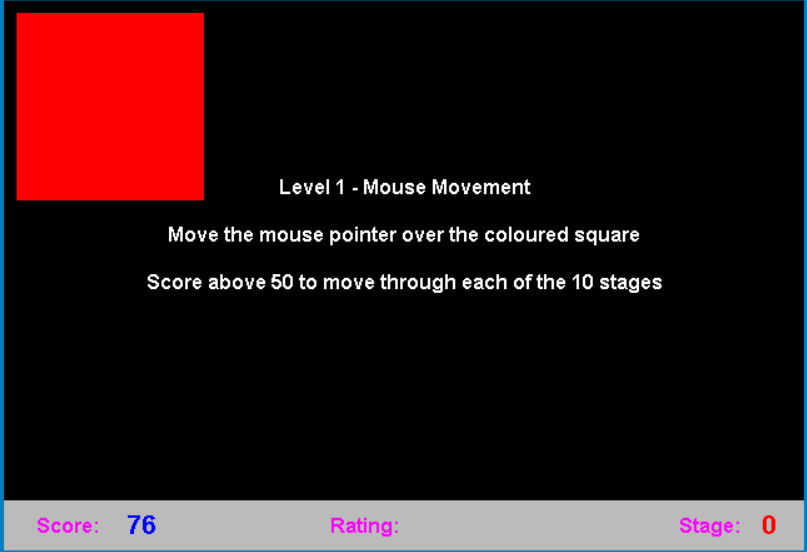 Level 1 - Mouse Movement
Move the mouse pointer over the coloured square
Score above 50 to move through each of the 10 stages
Score: 76 Rating: Stage: 0